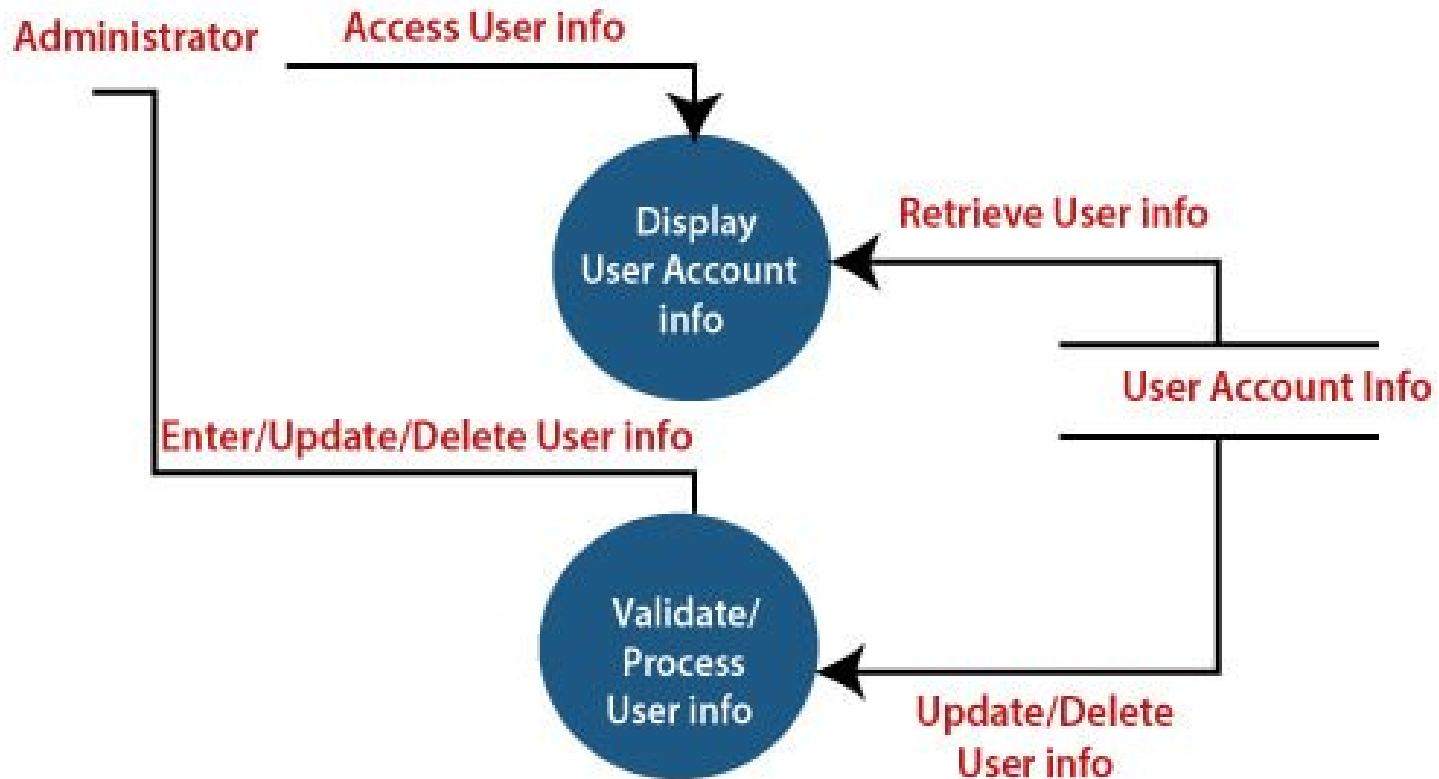 Administrator
Access User info
Display
User Account
info
Retrieve User info
User Account Info
Enter/Update/Delete User info
Validate/
Process
User info
Update/Delete
User info